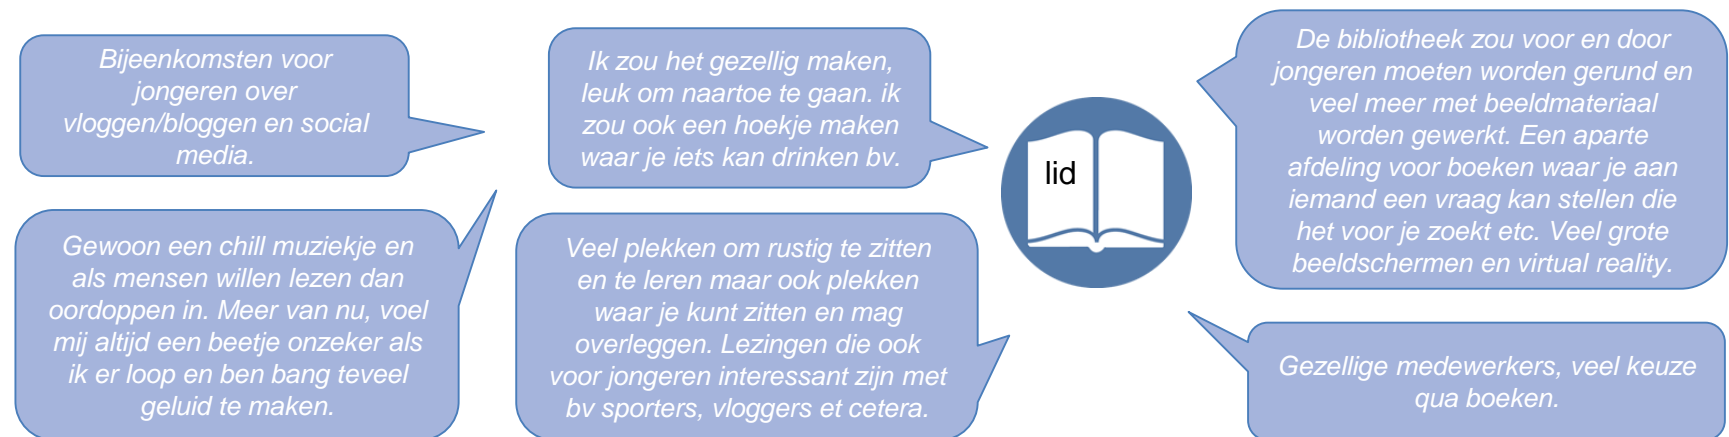 Bijeenkomsten voor
jongeren over
vloggen/bloggen en social
media.
Gewoon een chill muziekje en
als mensen willen lezen dan
oordoppen in. Meer van nu, voel
mij altijd een beetje onzeker als
ik er loop en ben bang teveel
geluid te maken.
Ik zou het gezellig maken,
leuk om naartoe te gaan. ik
zou ook een hoekje maken
waar je iets kan drinken bv.
Veel plekken om rustig te zitten
en te leren maar ook plekken
waar je kunt zitten en mag
overleggen. Lezingen die ook
voor jongeren interessant zijn met
bv sporters, vloggers et cetera.
lid
De bibliotheek zou voor en door
jongeren moeten worden gerund en
veel meer met beeldmateriaal
worden gewerkt. Een aparte
afdeling voor boeken waar je aan
iemand een vraag kan stellen die
het voor je zoekt etc. Veel grote
beeldschermen en virtual reality.
Gezellige medewerkers, veel keuze
qua boeken.